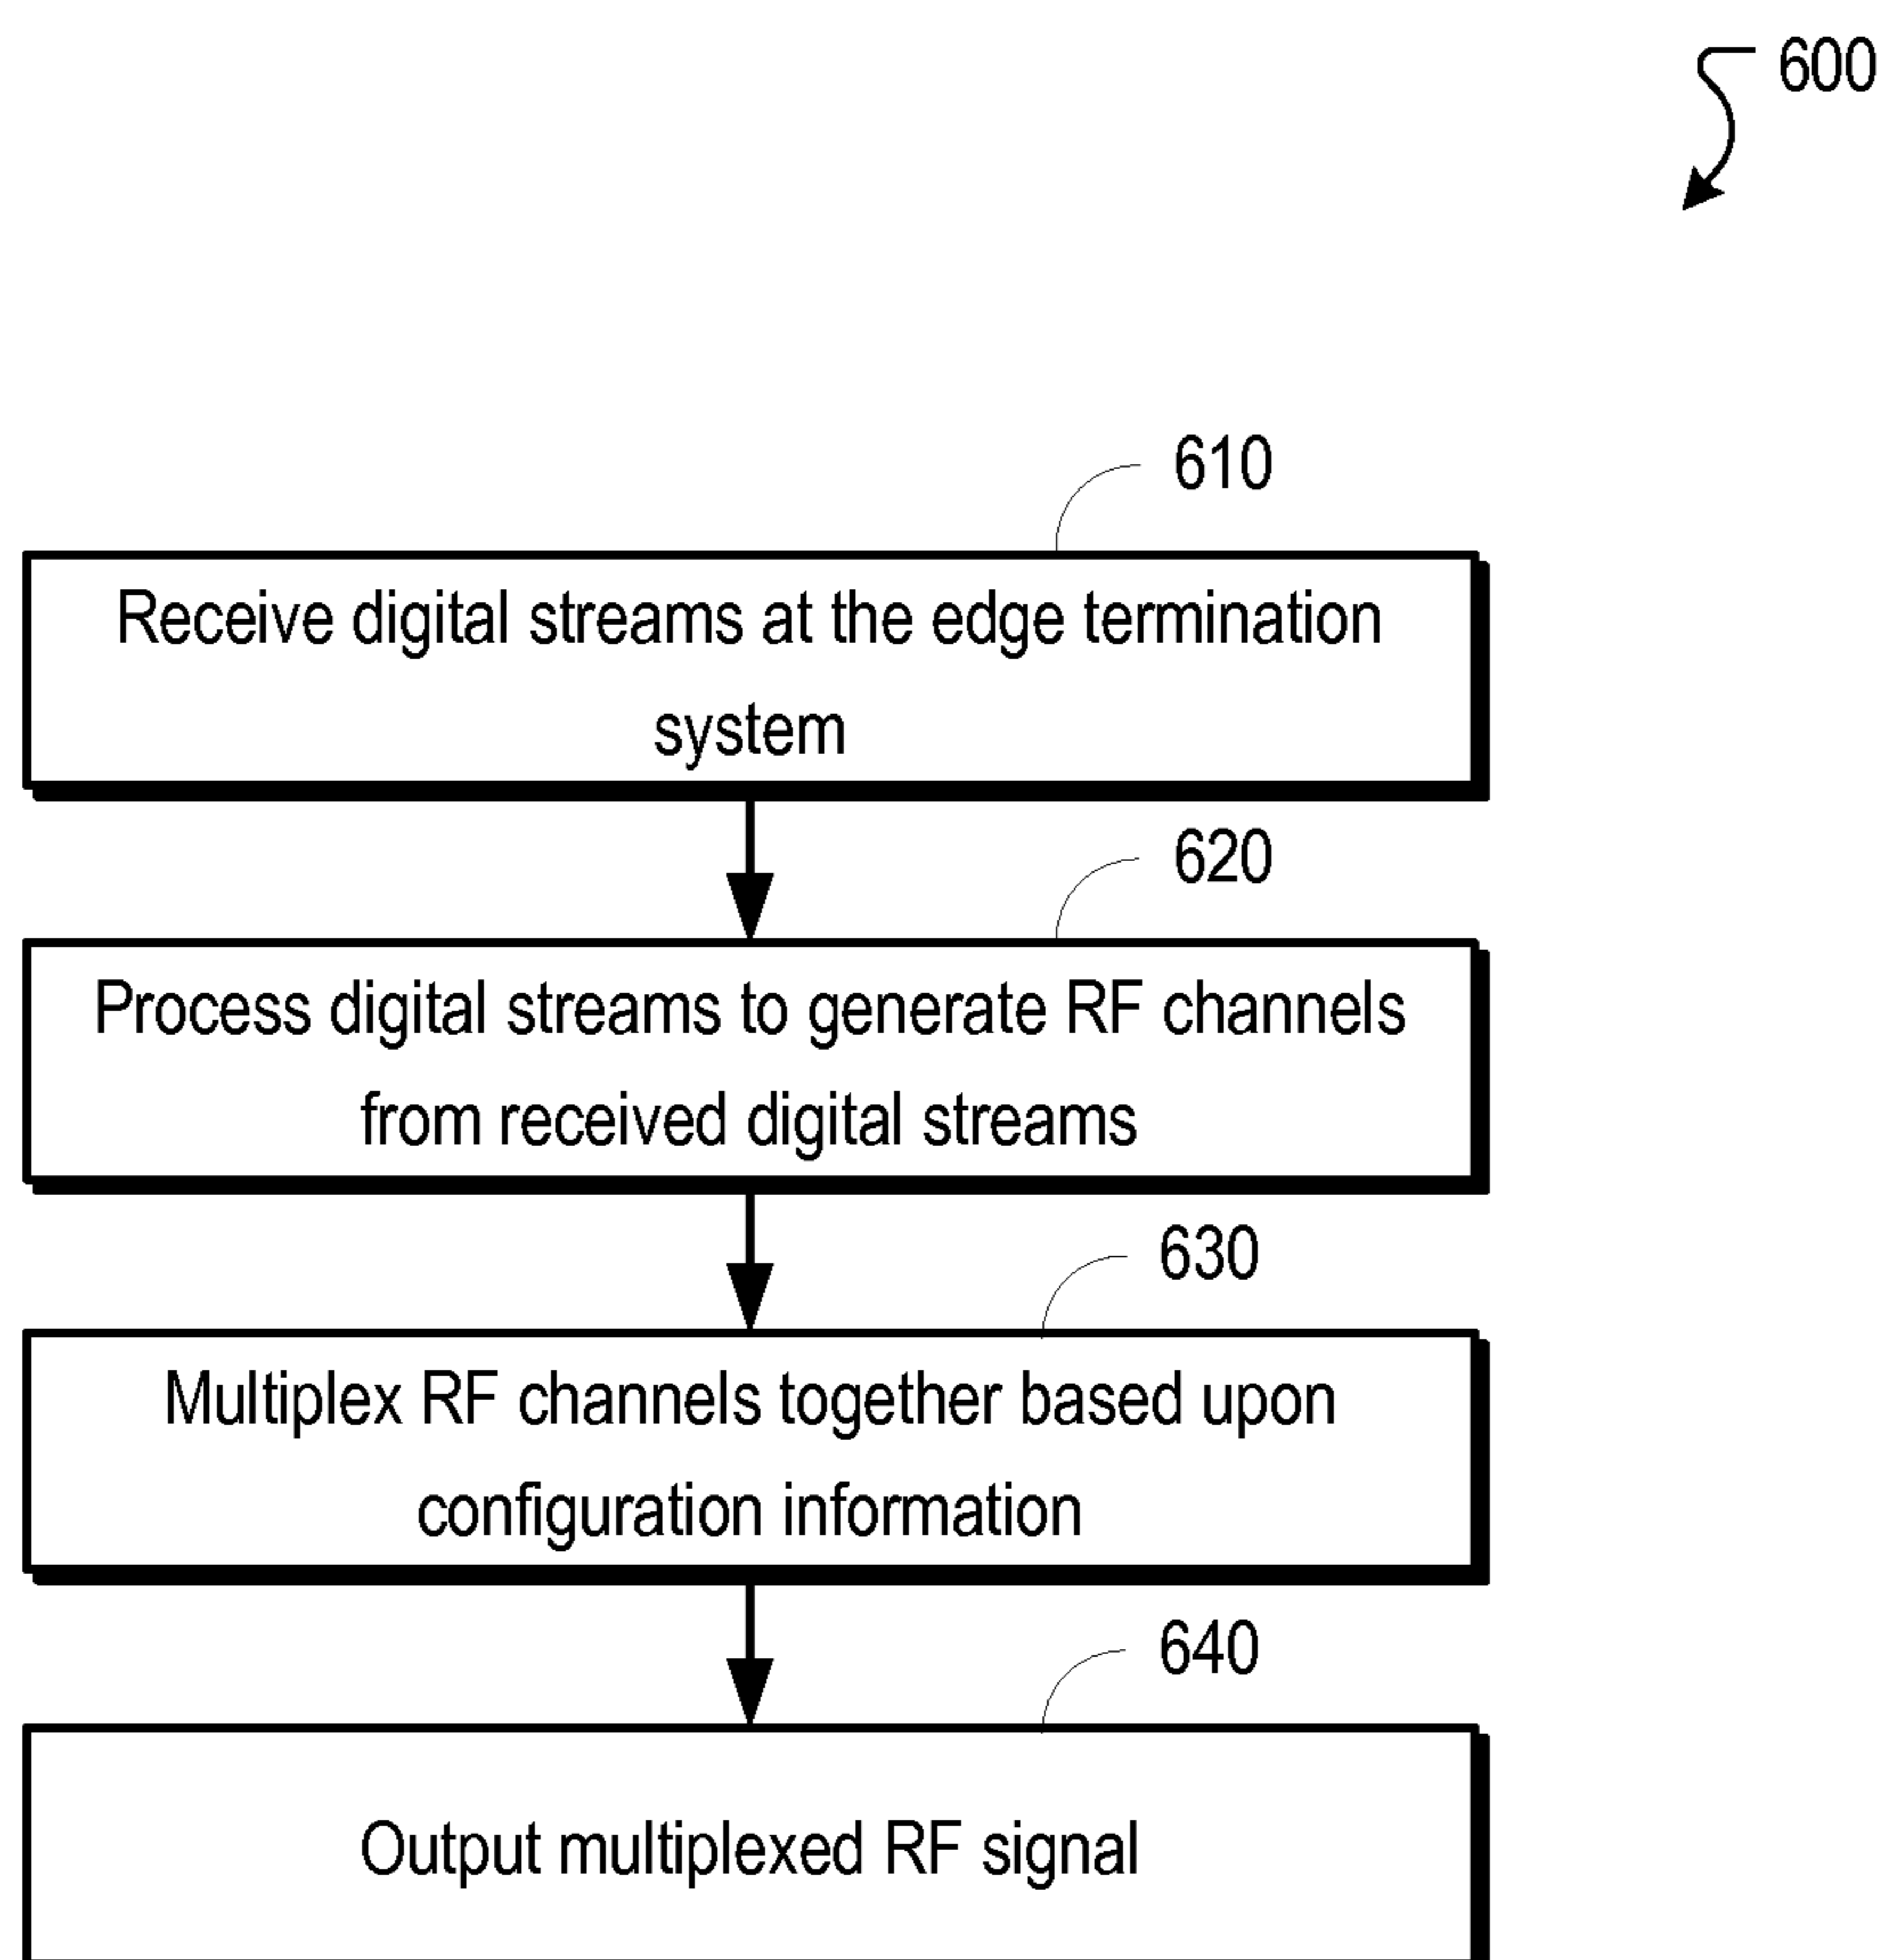 600
610
Receive digital streams at the edge termination
system
620
Process digital streams to generate RF channels
from received digital streams
630
Multiplex RF channels together based upon
configuration information
640
Output multiplexed RF signal